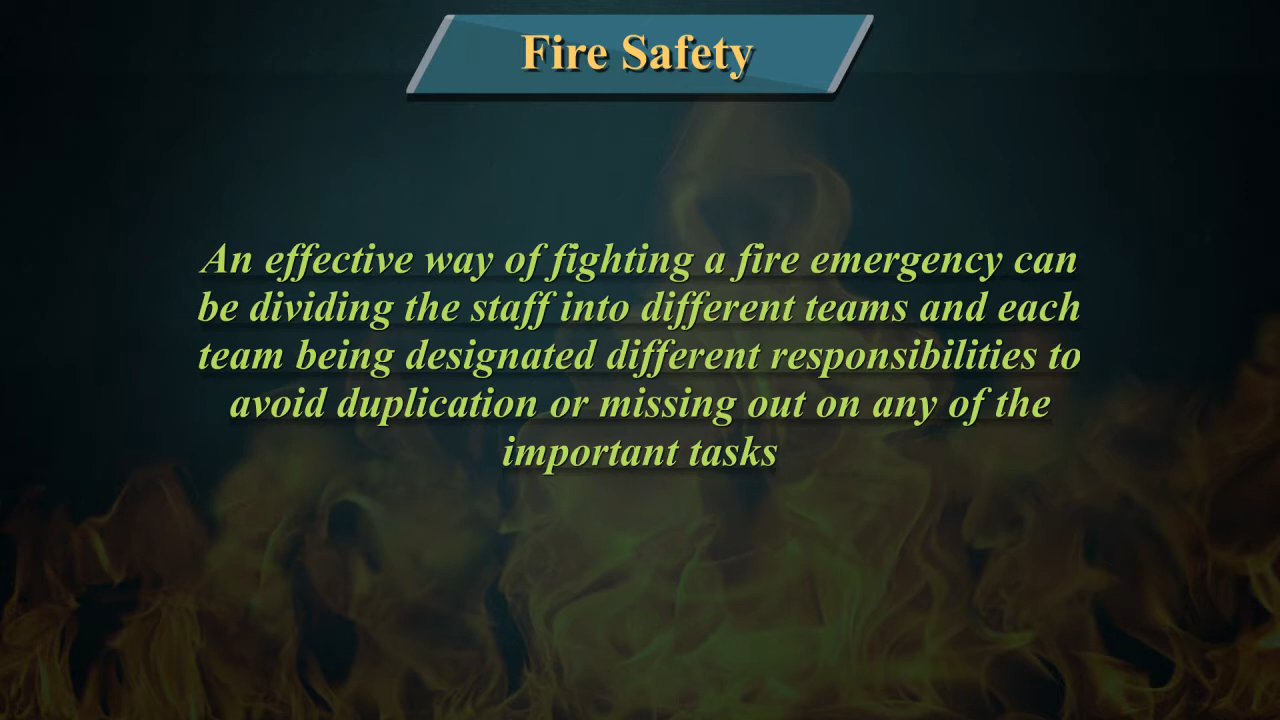 Fire Safety
An effective way of fighting a fire emergency can
be dividing the staff into different teams and each
team being designated different responsibilities to
avoid duplication or missing out on any of the
important tasks